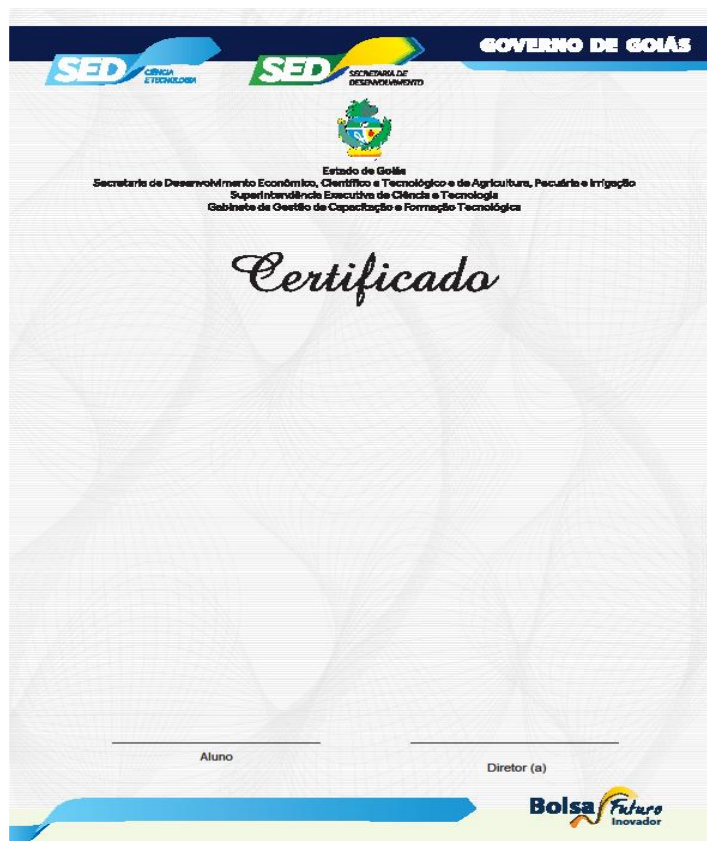 GOVERNO DE GOIÁS
SED CIÊNCIA
E TECNOLOGIA
SED SECRETARIA DE
DESENVOLVIMENTO
Estado de Goiás
Secretaria de Desenvolvimento Econômico, Científico e Tecnológico e de Agricultura, Pecuária e Irrigação
Superintendência Executiva de Ciência e Tecnologia
Gabinete de Gestão de Capacitação e Formação Tecnológica
Certificado
Aluno
Diretor (a)
Bolsa Futuro
Inovador